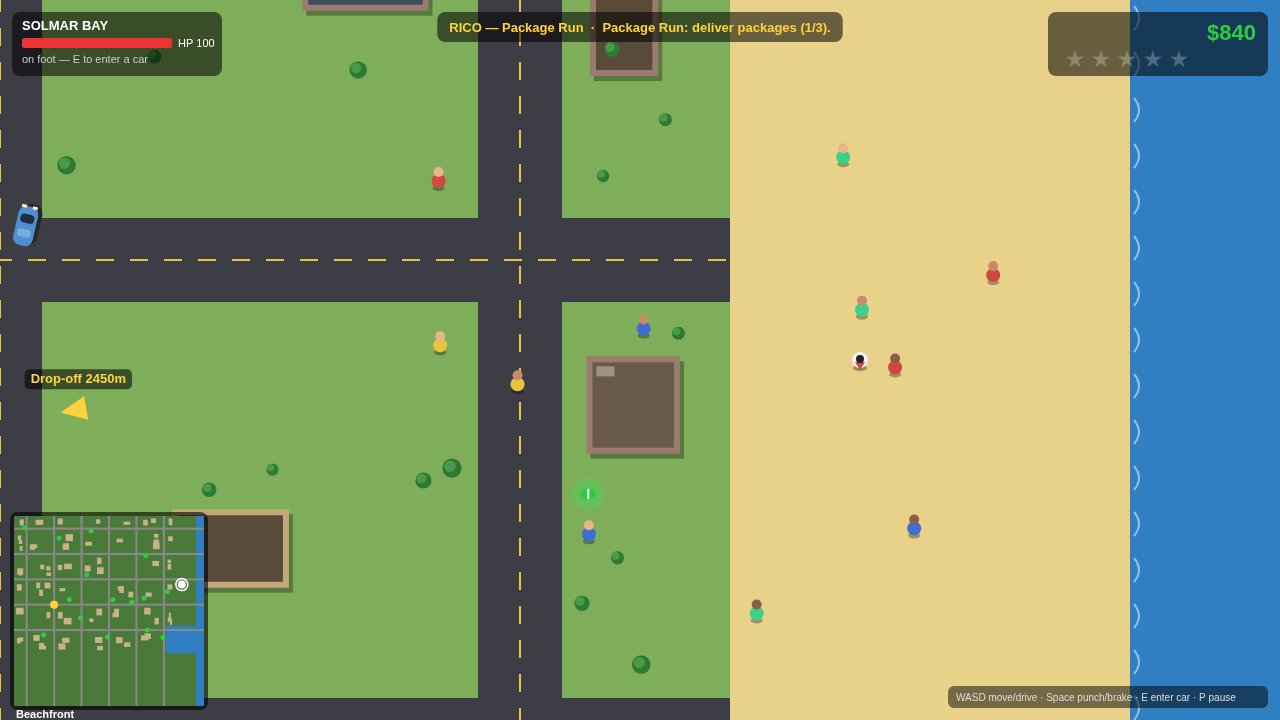 SOLMAR BAY
HP 100
on foot — E to enter a car
RICO — Package Run · Package Run: deliver packages (1/3).
$840
★★★★★
Drop-off 2450m
WASD move/drive · Space punch/brake · E enter car · P pause
Beachfront